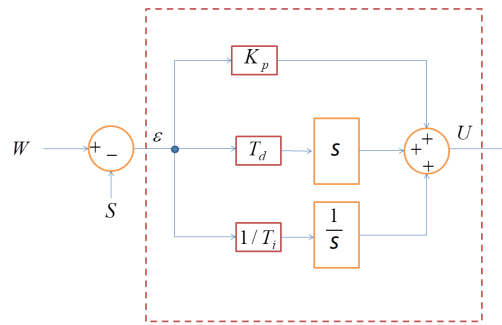 K_p
W + − ε T_d s + + + U
S
1/T_i 1/s